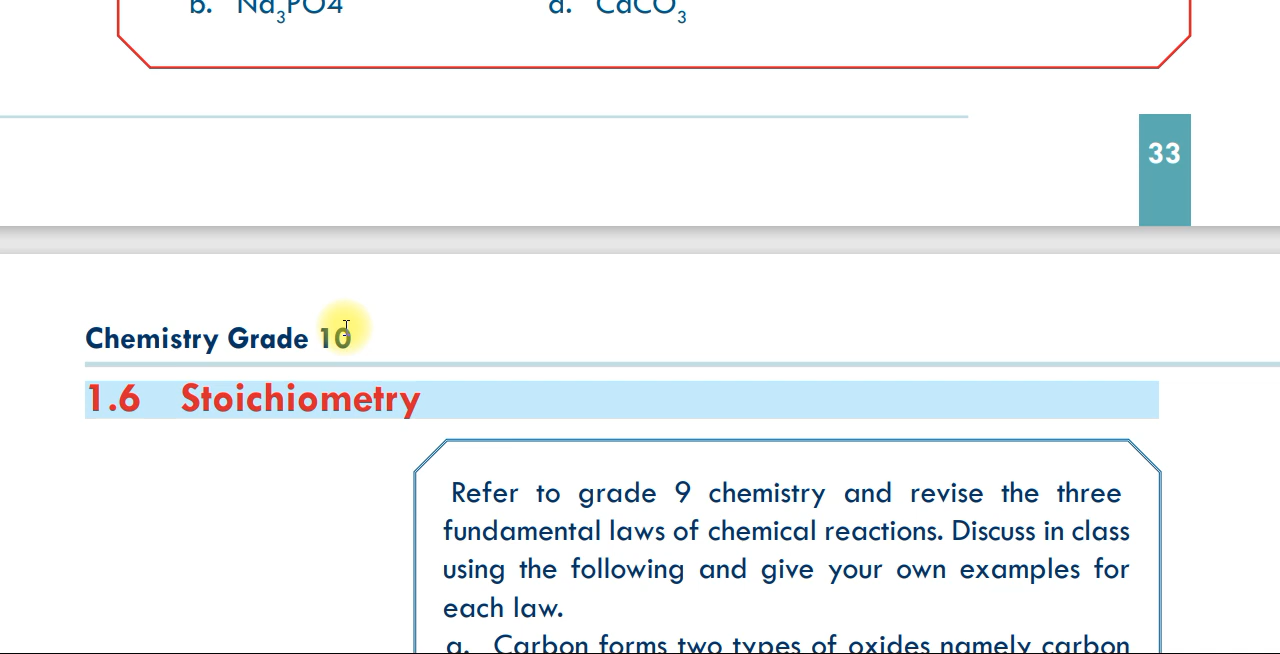 b. Na₃PO4 d. CaCO₃
33
Chemistry Grade 10
1.6 Stoichiometry
Refer to grade 9 chemistry and revise the three
fundamental laws of chemical reactions. Discuss in class
using the following and give your own examples for
each law.
a. Carbon forms two types of oxides namely carbon